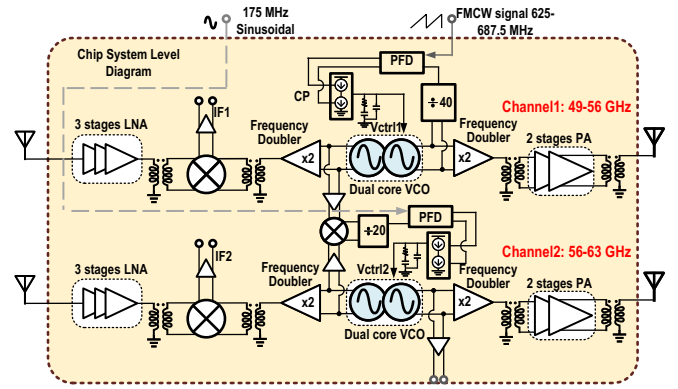 175 MHz
Sinusoidal
FMCW signal 625-
687.5 MHz
Chip System Level
Diagram
PFD
CP
÷ 40
IF1
Channel1: 49-56 GHz
3 stages LNA
Frequency
Doubler
Vctrl1
Frequency
Doubler
2 stages PA
x2
x2
Dual core VCO
PFD
÷20
IF2
Channel2: 56-63 GHz
3 stages LNA
Frequency
Doubler
Vctrl2
Frequency
Doubler
2 stages PA
x2
x2
Dual core VCO